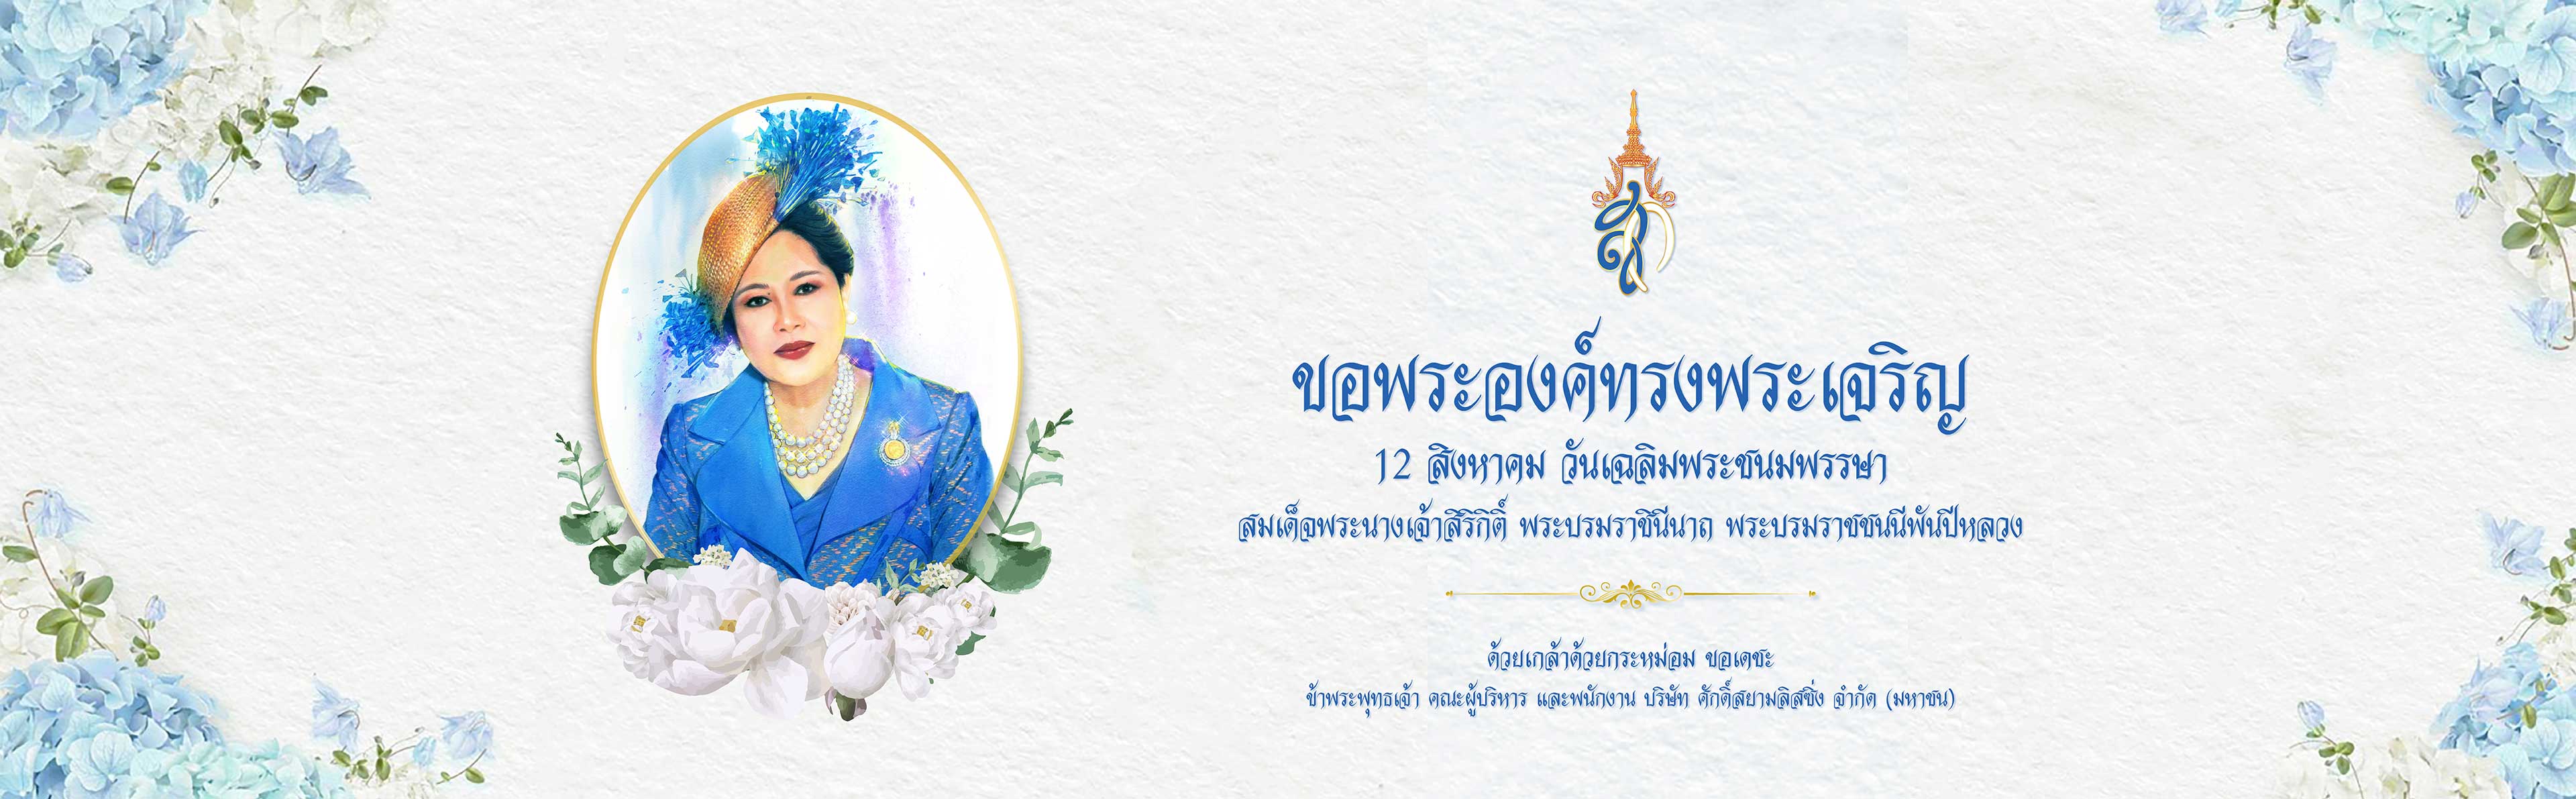 ส
ขอพระองค์ทรงพระเจริญ
12 สิงหาคม วันเฉลิมพระชนมพรรษา
สมเด็จพระนางเจ้าสิริกิติ์ พระบรมราชินีนาถ พระบรมราชชนนีพันปีหลวง
ด้วยเกล้าด้วยกระหม่อม ขอเดชะ
ข้าพระพุทธเจ้า คณะผู้บริหาร และพนักงาน บริษัท ศักดิ์สยามลิสซิ่ง จำกัด (มหาชน)